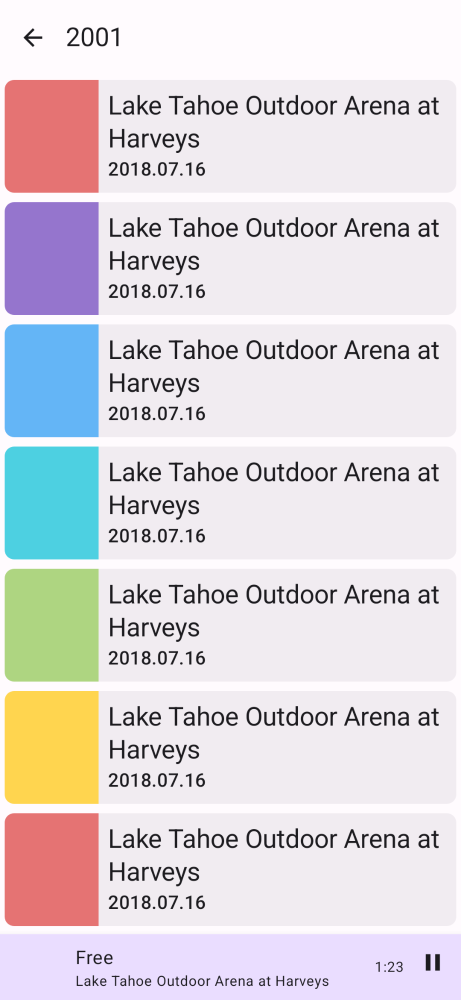 2001
Lake Tahoe Outdoor Arena at
Harveys
2018.07.16
Lake Tahoe Outdoor Arena at
Harveys
2018.07.16
Lake Tahoe Outdoor Arena at
Harveys
2018.07.16
Lake Tahoe Outdoor Arena at
Harveys
2018.07.16
Lake Tahoe Outdoor Arena at
Harveys
2018.07.16
Lake Tahoe Outdoor Arena at
Harveys
2018.07.16
Lake Tahoe Outdoor Arena at
Harveys
2018.07.16
Free
Lake Tahoe Outdoor Arena at Harveys
1:23